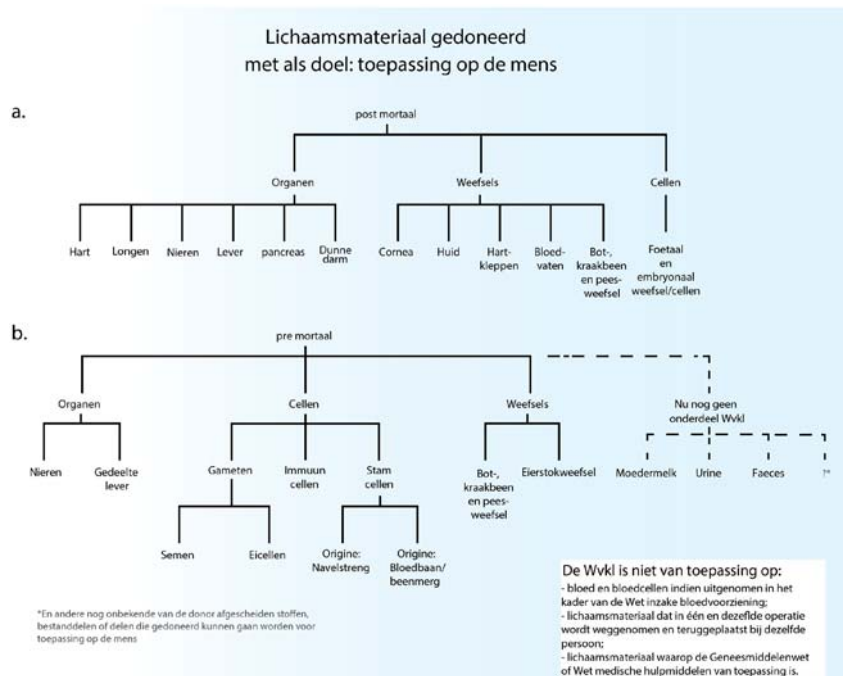 Lichaamsmateriaal gedoneerd
met als doel: toepassing op de mens
a.
post mortaal
Organen
Weefsels
Cellen
Hart
Longen
Nieren
Lever
pancreas
Dunne
darm
Cornea
Huid
Hart-
kleppen
Bloed-
vaten
Bot-,
kraakbeen
en pees-
weefsel
Foetaal
en
embryonaal
weefsel/cellen
b.
pre mortaal
Organen
Cellen
Weefsels
Nu nog geen
onderdeel Wvkl
Nieren
Gedeelte
lever
Gameten
Immuun
cellen
Stam
cellen
Bot-,
kraakbeen
en pees-
weefsel
Eierstokweefsel
Moedermelk
Urine
Faeces
?*
Semen
Eicellen
Origine:
Navelstreng
Origine:
Bloedbaan/
beenmerg
*En andere nog onbekende van de donor afgescheiden stoffen,
bestanddelen of delen die gedoneerd kunnen gaan worden voor
toepassing op de mens
De Wvkl is niet van toepassing op:
- bloed en bloedcellen indien uitgenomen in het
kader van de Wet inzake bloedvoorziening;
- lichaamsmateriaal dat in één en dezeflde operatie
wordt weggenomen en teruggeplaatst bij dezelfde
persoon;
- lichaamsmateriaal waarop de Geneesmiddelenwet
of Wet medische hulpmiddelen van toepassing is.